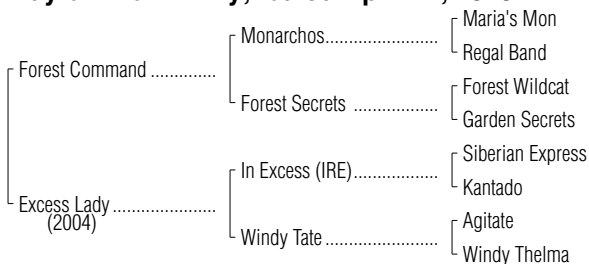 Maria's Mon
Monarchos
Regal Band
Forest Command
Forest Wildcat
Forest Secrets
Garden Secrets
Siberian Express
In Excess (IRE)
Kantado
Excess Lady
(2004)
Agitate
Windy Tate
Windy Thelma